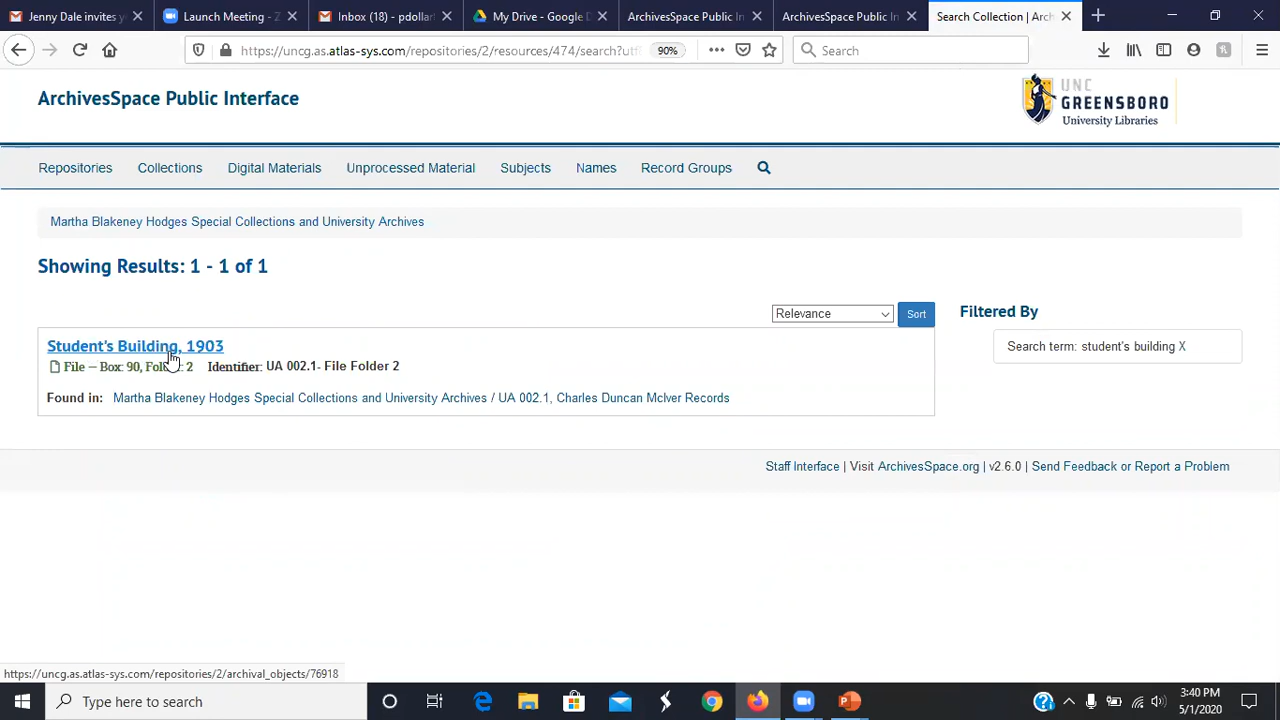 Jenny Dale invites y
Launch Meeting - Z
Inbox (18) - pdollar
My Drive - Google D
ArchivesSpace Public In
ArchivesSpace Public In
Search Collection | Arch
https://uncg.as.atlas-sys.com/repositories/2/resources/474/search?utf
90%
Search
ArchivesSpace Public Interface
UNC
GREENSBORO
University Libraries
Repositories
Collections
Digital Materials
Unprocessed Material
Subjects
Names
Record Groups
Martha Blakeney Hodges Special Collections and University Archives
Showing Results: 1 - 1 of 1
Relevance
Sort
Filtered By
Search term: student's building X
Student's Building, 1903
File — Box: 90, Folder: 2 Identifier: UA 002.1- File Folder 2
Found in: Martha Blakeney Hodges Special Collections and University Archives / UA 002.1, Charles Duncan McIver Records
Staff Interface | Visit ArchivesSpace.org | v2.6.0 | Send Feedback or Report a Problem
https://uncg.as.atlas-sys.com/repositories/2/archival_objects/76918
Type here to search
3:40 PM
5/1/2020